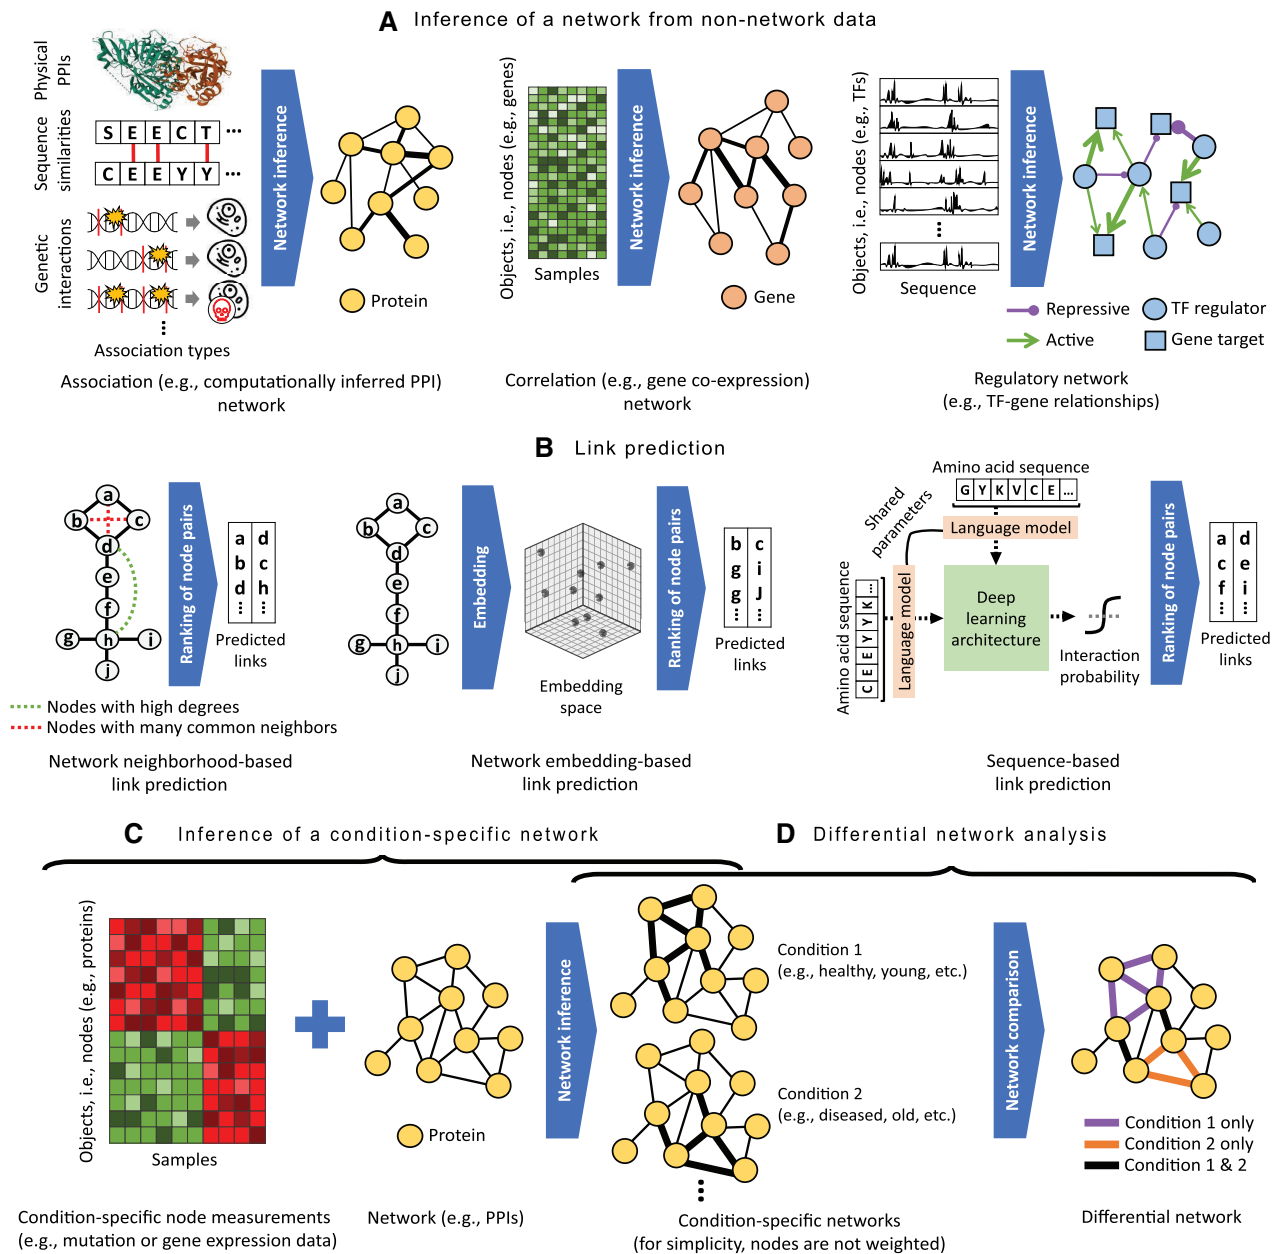 A Inference of a network from non-network data
Physical
PPIs
Sequence
similarities
S E E C T ...
C E E Y Y ...
Genetic
interactions
Association types
Network inference
Protein
Association (e.g., computationally inferred PPI)
network
Objects, i.e., nodes (e.g., genes)
Samples
Network inference
Gene
Correlation (e.g., gene co-expression)
network
Objects, i.e., nodes (e.g., TFs)
Sequence
Network inference
Repressive
TF regulator
Active
Gene target
Regulatory network
(e.g., TF-gene relationships)
B Link prediction
a
b c
d
e
f
g h i
j
Ranking of node pairs
a d
b c
d h
Predicted
links
Nodes with high degrees
Nodes with many common neighbors
Network neighborhood-based
link prediction
a
b c
d
e
f
g h i
j
Embedding
Embedding
space
Ranking of node pairs
b c
g i
g J
Predicted
links
Network embedding-based
link prediction
Amino acid sequence
G Y K V C E ...
Shared
parameters
Language model
Amino acid sequence
C E E Y Y K ...
Language model
Deep
learning
architecture
Interaction
probability
Ranking of node pairs
a d
c e
f i
Predicted
links
Sequence-based
link prediction
C Inference of a condition-specific network
D Differential network analysis
Objects, i.e., nodes (e.g., proteins)
Samples
Condition-specific node measurements
(e.g., mutation or gene expression data)
Protein
Network (e.g., PPIs)
Network inference
Condition 1
(e.g., healthy, young, etc.)
Condition 2
(e.g., diseased, old, etc.)
Condition-specific networks
(for simplicity, nodes are not weighted)
Network comparison
Condition 1 only
Condition 2 only
Condition 1 & 2
Differential network